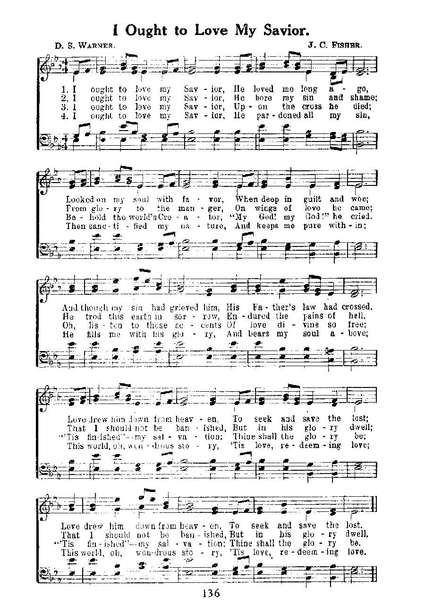 I Ought to Love My Savior.
D. S. WARNER. J. C. FISHER.
1. I ought to love my Sav - ior, He loved me long a - go,
2. I ought to love my Sav - ior, He bore my sin and shame;
3. I ought to love my Sav - ior, Up - on the cross he died;
4. I ought to love my Sav - ior, He par - doned all my sin,
Looked on my soul with fa - vor, When deep in guilt and woe;
From glo - ry to the man - ger, On wings of love he came;
Be - hold the world's Cre - a - tor, "My God! my God!" he cried.
Then sanc - ti - fied my na - ture, And keeps me pure with - in;
And though my sin had grieved him, His Fa - ther's law had crossed,
He trod this earth in sor - row, En - dured the pains of hell,
Oh, lis - ten to those ac - cents Of love di - vine so free;
He fills me with his glo - ry, And bears my soul a - bove;
Love drew him down from heav - en, To seek and save the lost;
That I should not be ban - ished, But in his glo - ry dwell;
"'Tis fin - ished"—my sal - va - tion; Thine shall the glo - ry be;
This world, oh, won - drous sto - ry, 'Tis love, re - deem - ing love;
Love drew him down from heav - en, To seek and save the lost.
That I should not be ban - ished, But in his glo - ry dwell.
"'Tis fin - ished"—my sal - va - tion; Thine shall the glo - ry be.
This world, oh, wondrous sto - ry, 'Tis love, re - deem - ing love.
136